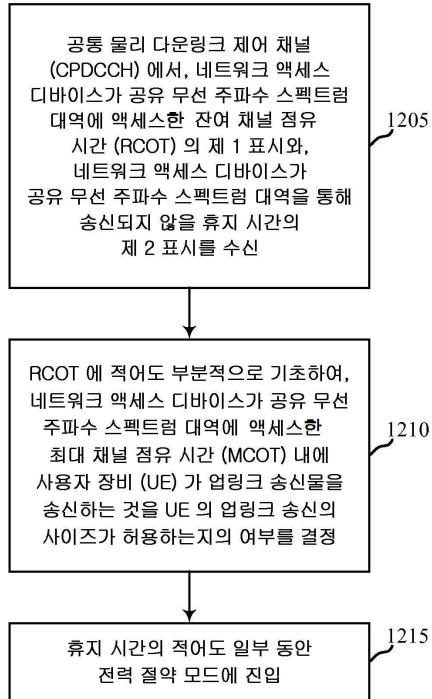 공통 물리 다운링크 제어 채널
(CPDCCH) 에서, 네트워크 액세스
디바이스가 공유 무선 주파수 스펙트럼
대역에 액세스한 잔여 채널 점유
시간 (RCOT) 의 제 1 표시와,
네트워크 액세스 디바이스가
공유 무선 주파수 스펙트럼 대역을 통해
송신되지 않을 휴지 시간의
제 2 표시를 수신
1205
RCOT 에 적어도 부분적으로 기초하여,
네트워크 액세스 디바이스가 공유 무선
주파수 스펙트럼 대역에 액세스한
최대 채널 점유 시간 (MCOT) 내에
사용자 장비 (UE) 가 업링크 송신물을
송신하는 것을 UE 의 업링크 송신의
사이즈가 허용하는지의 여부를 결정
1210
휴지 시간의 적어도 일부 동안
전력 절약 모드에 진입
1215